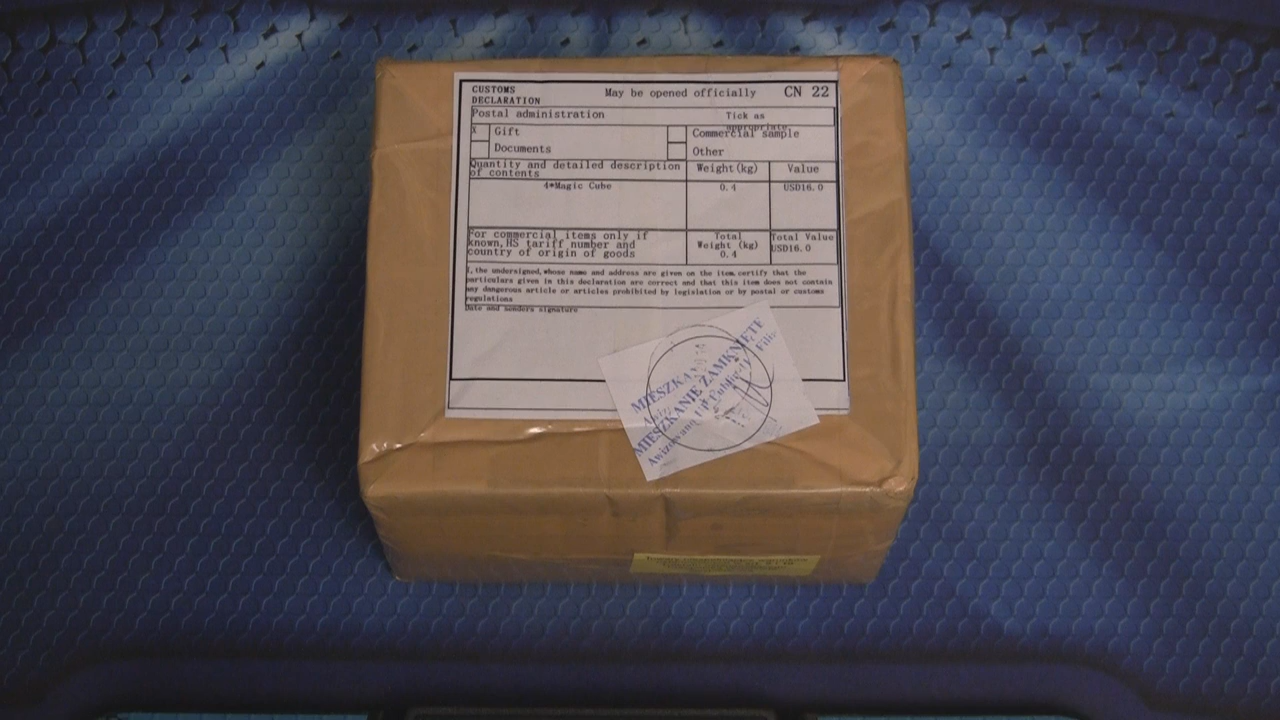 CUSTOMS
DECLARATION
May be opened officially
CN 22
Postal administration
Tick as
appropriate
X
Gift
Commercial sample
Documents
Other
Quantity and detailed description
of contents
Weight(kg)
Value
4*Magic Cube
0.4
USD16.0
For commercial items only if
known,HS tariff number and
country of origin of goods
Total
Weight (kg)
0.4
Total Value
USD16.0
I, the undersigned,whose name and address are given on the item,certify that the
particulars given in this declaration are correct and that this item does not contain
any dangerous article or articles prohibited by legislation or by postal or customs
regulations
Date and senders signature
MIESZKANIE ZAMKNIĘTE